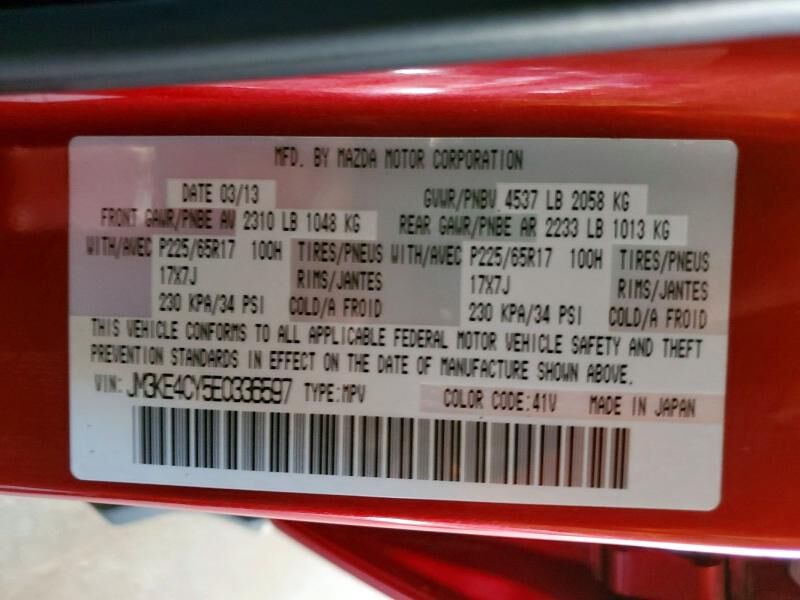 MFD. BY MAZDA MOTOR CORPORATION
DATE 03/13 GVWR/PNBV 4537 LB 2058 KG
FRONT GAWR/PNBE AV 2310 LB 1048 KG REAR GAWR/PNBE AR 2233 LB 1013 KG
WITH/AVEC P225/65R17 100H TIRES/PNEUS WITH/AVEC P225/65R17 100H TIRES/PNEUS
17X7J RIMS/JANTES 17X7J RIMS/JANTES
230 KPA/34 PSI COLD/A FROID 230 KPA/34 PSI COLD/A FROID
THIS VEHICLE CONFORMS TO ALL APPLICABLE FEDERAL MOTOR VEHICLE SAFETY AND THEFT
PREVENTION STANDARDS IN EFFECT ON THE DATE OF MANUFACTURE SHOWN ABOVE.
VIN: JM3KE4CY5E0336597 TYPE:MPV COLOR CODE:41V MADE IN JAPAN